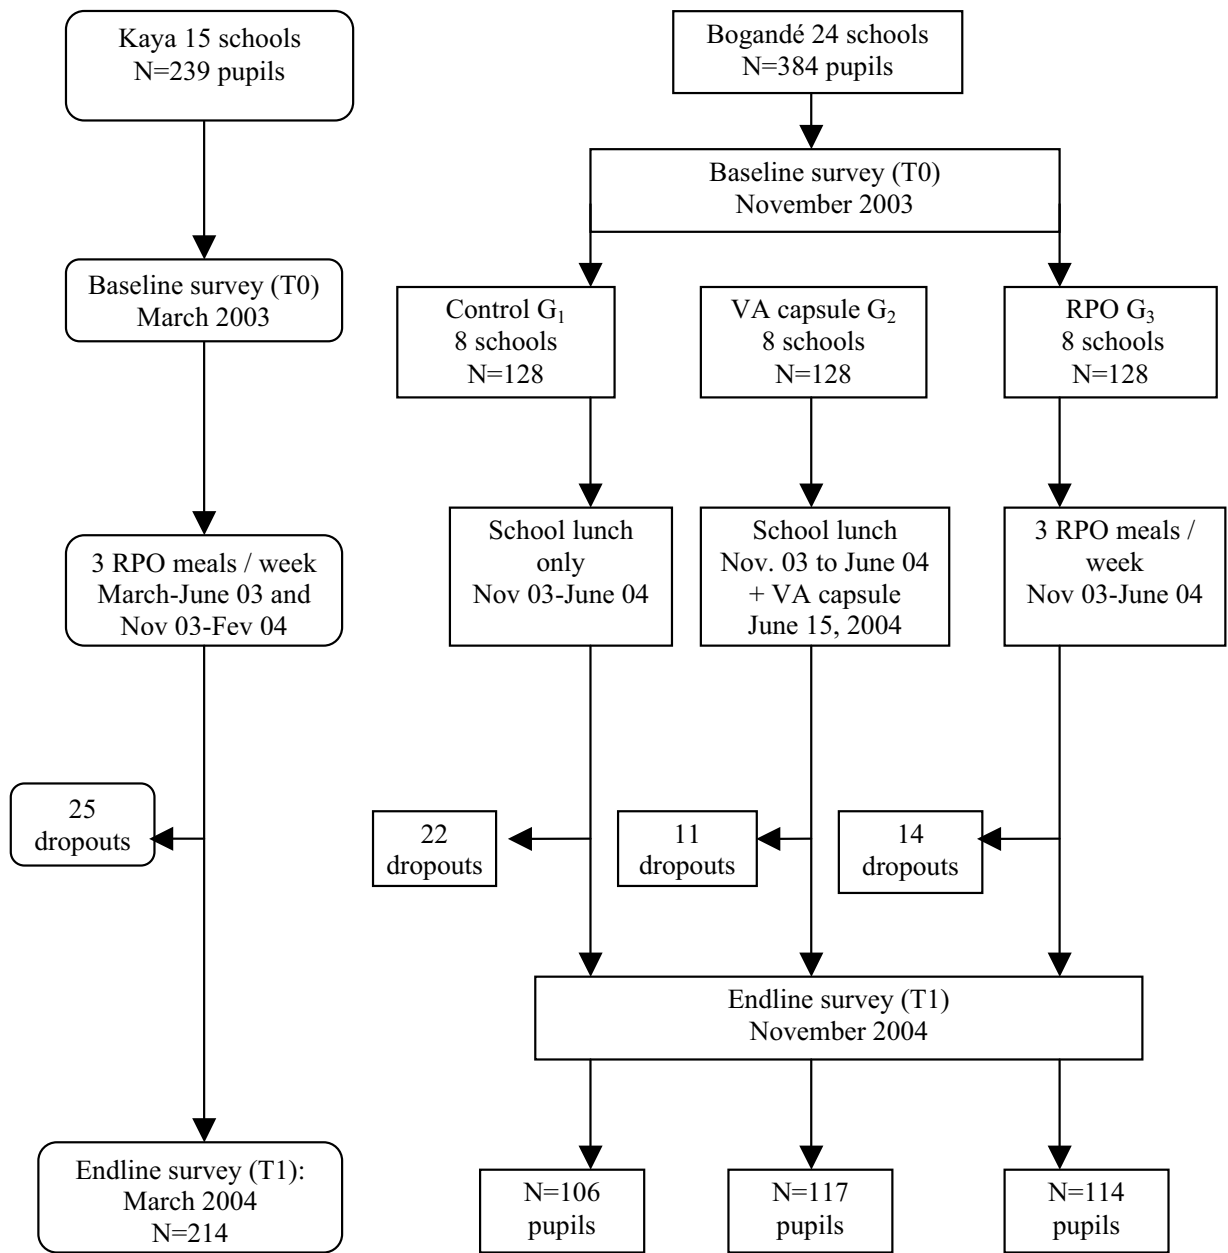 Kaya 15 schools
N=239 pupils
Baseline survey (T0)
March 2003
3 RPO meals / week
March-June 03 and
Nov 03-Fev 04
25
dropouts
Endline survey (T1):
March 2004
N=214
Bogandé 24 schools
N=384 pupils
Baseline survey (T0)
November 2003
Control G₁
8 schools
N=128
VA capsule G₂
8 schools
N=128
RPO G₃
8 schools
N=128
School lunch
only
Nov 03-June 04
School lunch
Nov. 03 to June 04
+ VA capsule
June 15, 2004
3 RPO meals /
week
Nov 03-June 04
22
dropouts
11
dropouts
14
dropouts
Endline survey (T1)
November 2004
N=106
pupils
N=117
pupils
N=114
pupils